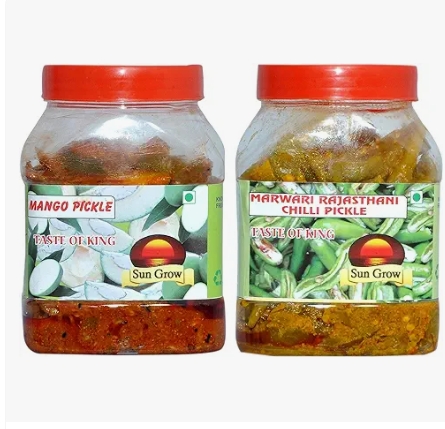 MANGO PICKLE
TASTE OF KING
Sun Grow
MARWARI RAJASTHANI
CHILLI PICKLE
TASTE OF KING
Sun Grow